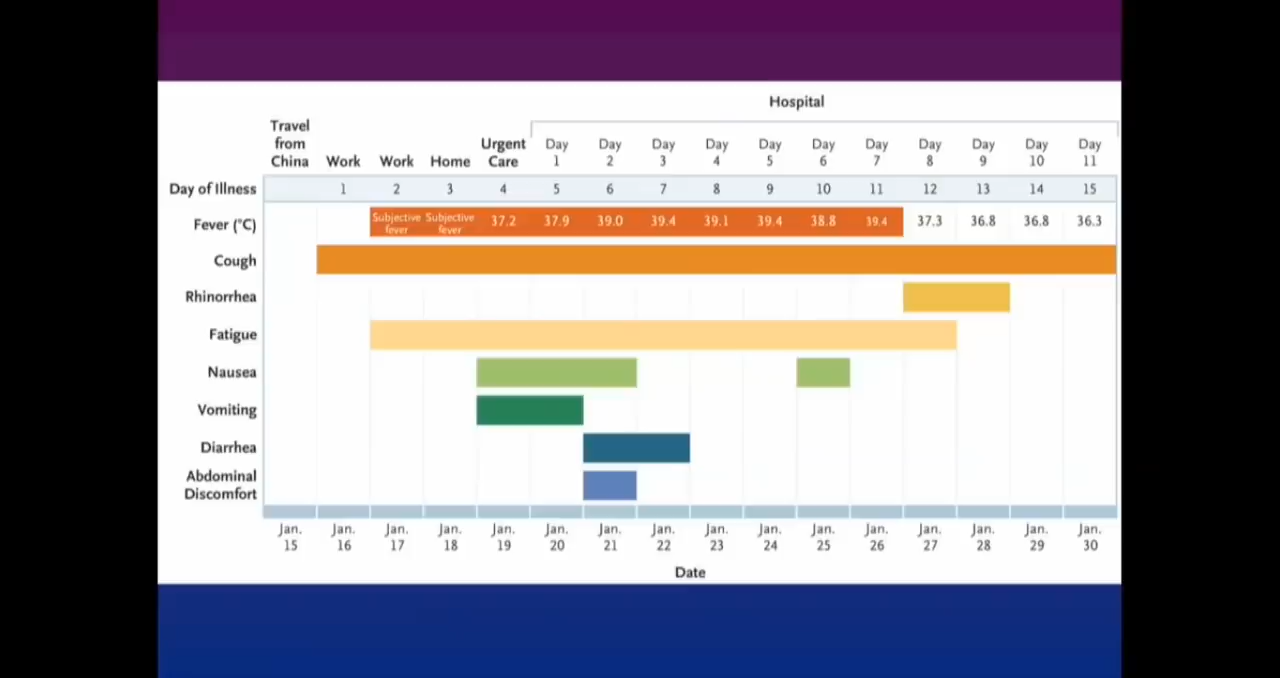 Hospital
Travel
from
China
Work
Work
Home
Urgent
Care
Day
1
Day
2
Day
3
Day
4
Day
5
Day
6
Day
7
Day
8
Day
9
Day
10
Day
11
Day of Illness 1 2 3 4 5 6 7 8 9 10 11 12 13 14 15
Fever (°C) Subjective fever Subjective fever 37.2 37.9 39.0 39.4 39.1 39.4 38.8 39.4 37.3 36.8 36.8 36.3
Cough
Rhinorrhea
Fatigue
Nausea
Vomiting
Diarrhea
Abdominal
Discomfort
Jan. Jan. Jan. Jan. Jan. Jan. Jan. Jan. Jan. Jan. Jan. Jan. Jan. Jan. Jan. Jan.
15 16 17 18 19 20 21 22 23 24 25 26 27 28 29 30
Date